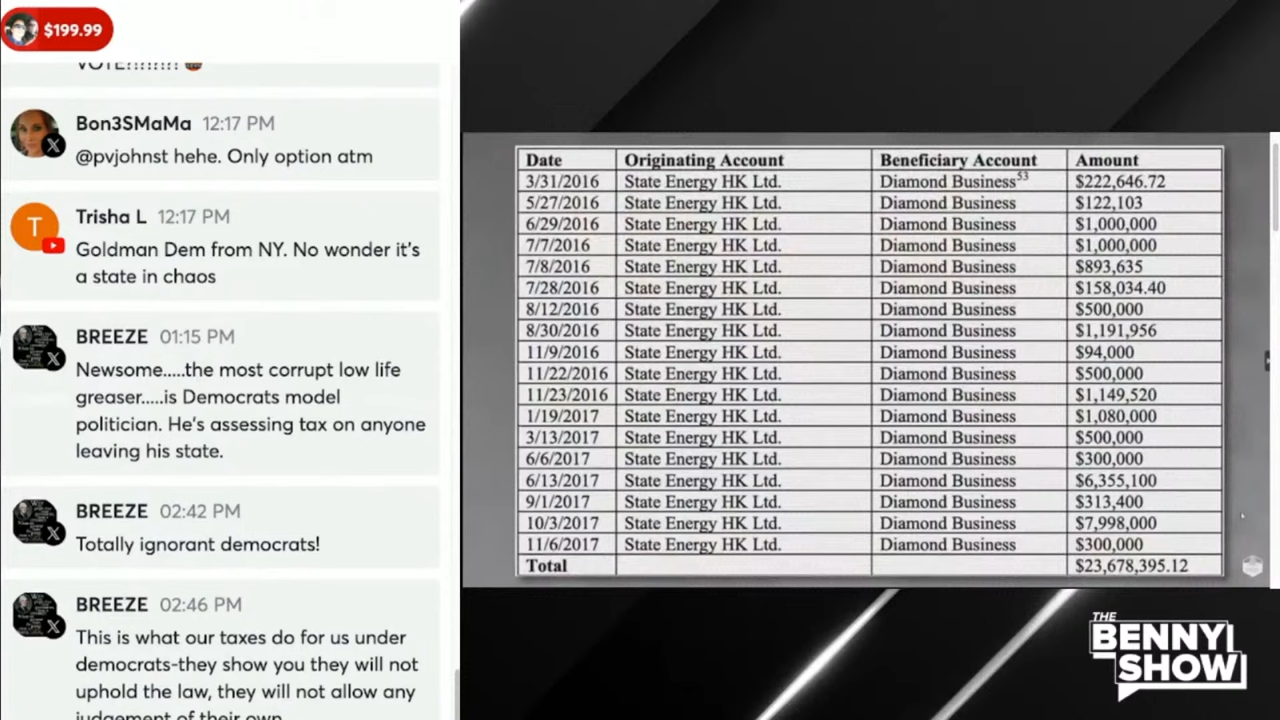 $199.99
VOTE!!!!!!!
Bon3SMaMa 12:17 PM
@pvjohnst hehe. Only option atm
T
Trisha L 12:17 PM
Goldman Dem from NY. No wonder it's
a state in chaos
BREEZE 01:15 PM
Newsome.....the most corrupt low life
greaser.....is Democrats model
politician. He's assessing tax on anyone
leaving his state.
BREEZE 02:42 PM
Totally ignorant democrats!
BREEZE 02:46 PM
This is what our taxes do for us under
democrats-they show you they will not
uphold the law, they will not allow any
judgement of their own
Date Originating Account Beneficiary Account Amount
3/31/2016 State Energy HK Ltd. Diamond Business53 $222,646.72
5/27/2016 State Energy HK Ltd. Diamond Business $122,103
6/29/2016 State Energy HK Ltd. Diamond Business $1,000,000
7/7/2016 State Energy HK Ltd. Diamond Business $1,000,000
7/8/2016 State Energy HK Ltd. Diamond Business $893,635
7/28/2016 State Energy HK Ltd. Diamond Business $158,034.40
8/12/2016 State Energy HK Ltd. Diamond Business $500,000
8/30/2016 State Energy HK Ltd. Diamond Business $1,191,956
11/9/2016 State Energy HK Ltd. Diamond Business $94,000
11/22/2016 State Energy HK Ltd. Diamond Business $500,000
11/23/2016 State Energy HK Ltd. Diamond Business $1,149,520
1/19/2017 State Energy HK Ltd. Diamond Business $1,080,000
3/13/2017 State Energy HK Ltd. Diamond Business $500,000
6/6/2017 State Energy HK Ltd. Diamond Business $300,000
6/13/2017 State Energy HK Ltd. Diamond Business $6,355,100
9/1/2017 State Energy HK Ltd. Diamond Business $313,400
10/3/2017 State Energy HK Ltd. Diamond Business $7,998,000
11/6/2017 State Energy HK Ltd. Diamond Business $300,000
Total $23,678,395.12
THE
BENNY
SHOW